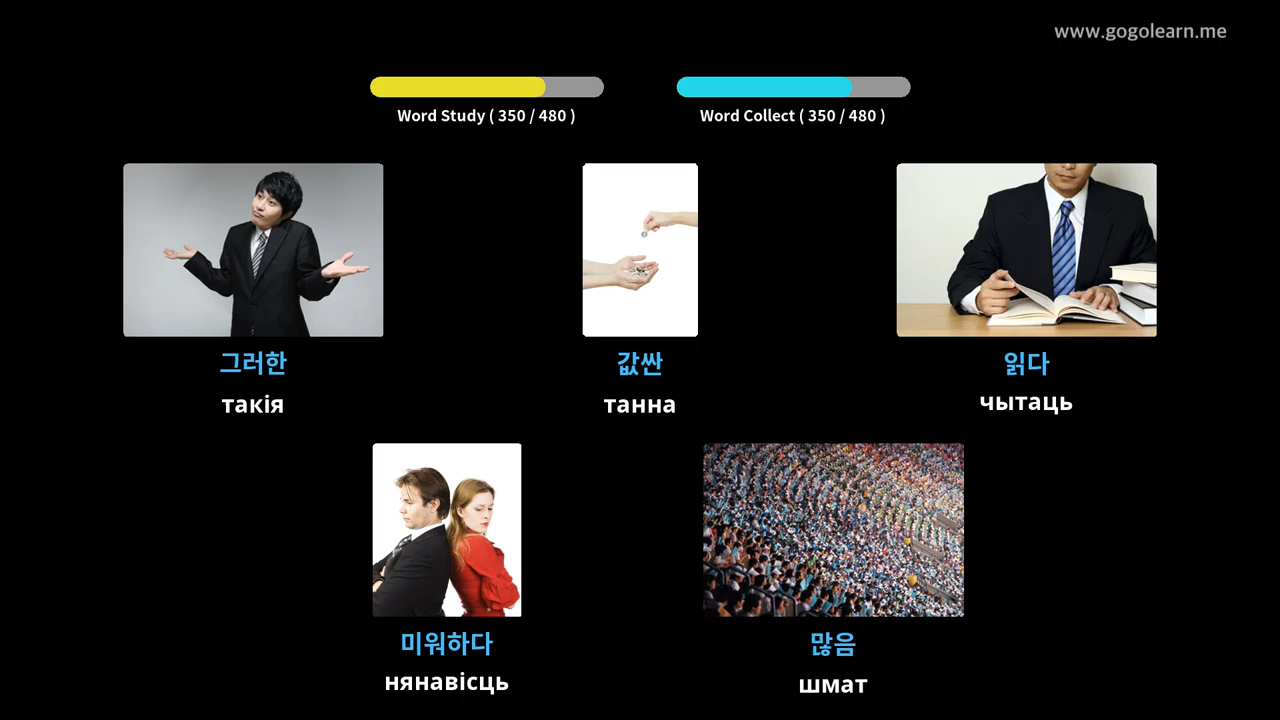 www.gogolearn.me
Word Study ( 350 / 480 )
Word Collect ( 350 / 480 )
그러한
такія
값싼
танна
읽다
чытаць
미워하다
нянавісць
많음
шмат